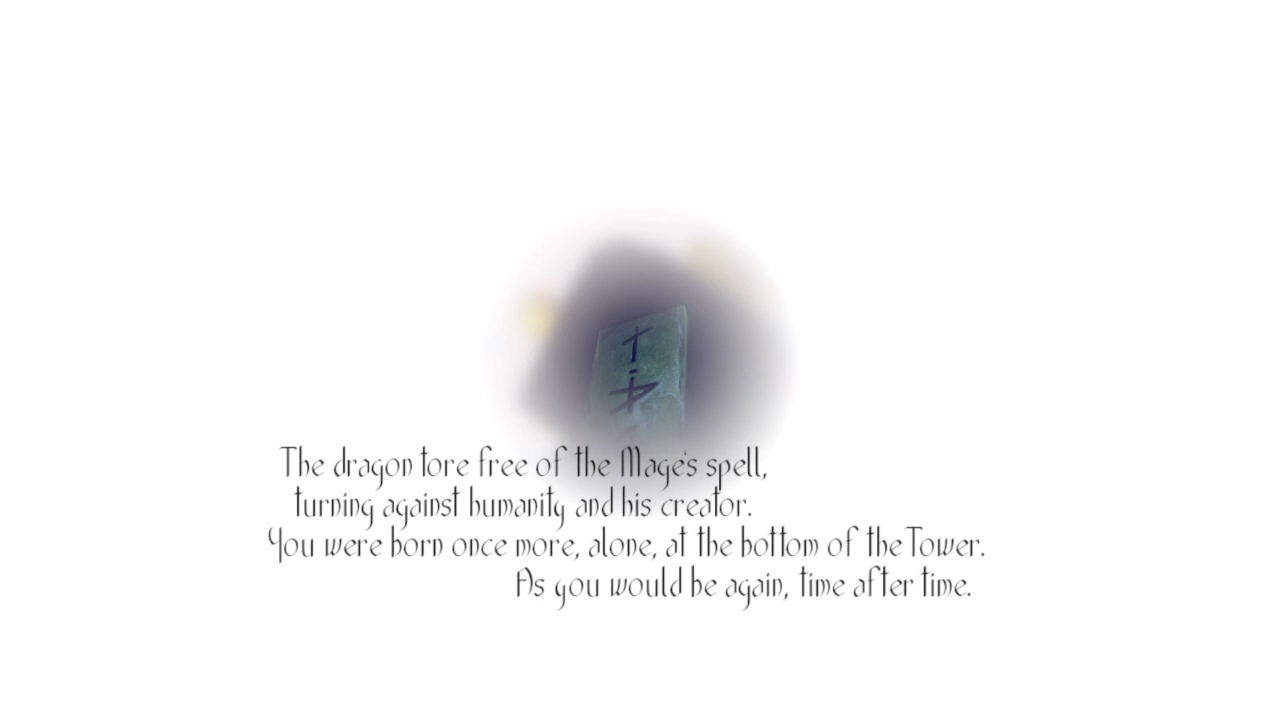 The dragon tore free of the Mage's spell,
turning against humanity and his creator.
You were born once more, alone, at the bottom of the Tower.
As you would be again, time after time.